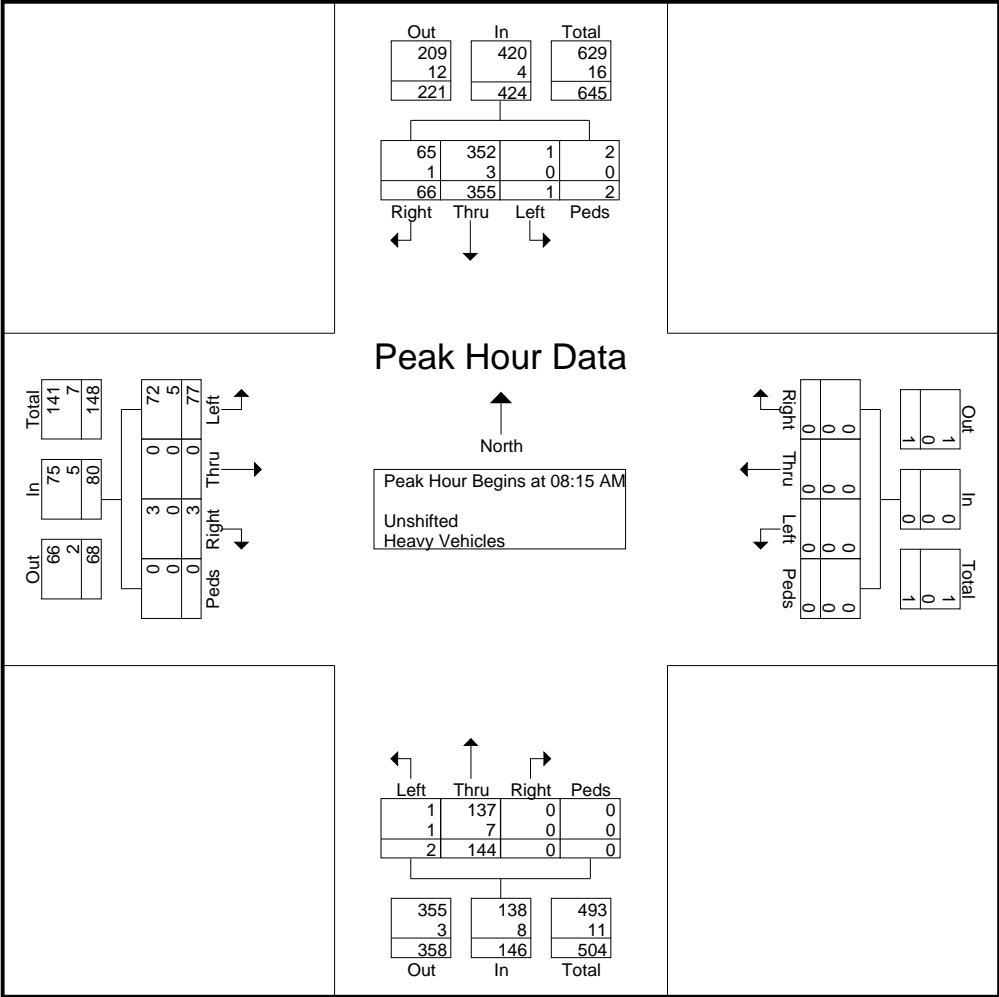 Out In Total
209 420 629
12 4 16
221 424 645
65 352 1 2
1 3 0 0
66 355 1 2
Right Thru Left Peds
Peak Hour Data
North
Peak Hour Begins at 08:15 AM
Unshifted
Heavy Vehicles
Total
141
7
148
In
75
5
80
Out
66
2
68
72
5
77
Left
0
0
0
Thru
3
0
3
Right
0
0
0
Peds
Right
0
0
0
Thru
0
0
0
Left
0
0
0
Peds
0
0
0
Out
1
0
1
In
0
0
0
Total
1
0
1
Left Thru Right Peds
1 137 0 0
1 7 0 0
2 144 0 0
355 138 493
3 8 11
358 146 504
Out In Total